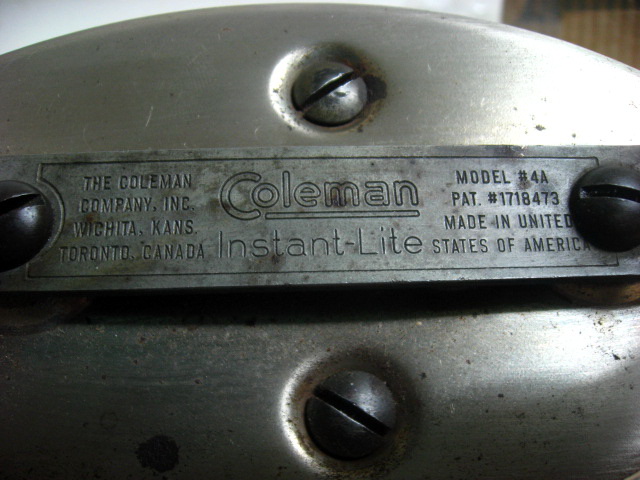 THE COLEMAN
COMPANY, INC.
WICHITA, KANS.
TORONTO, CANADA
Coleman
Instant-Lite
MODEL #4A
PAT. #1718473
MADE IN UNITED
STATES OF AMERICA